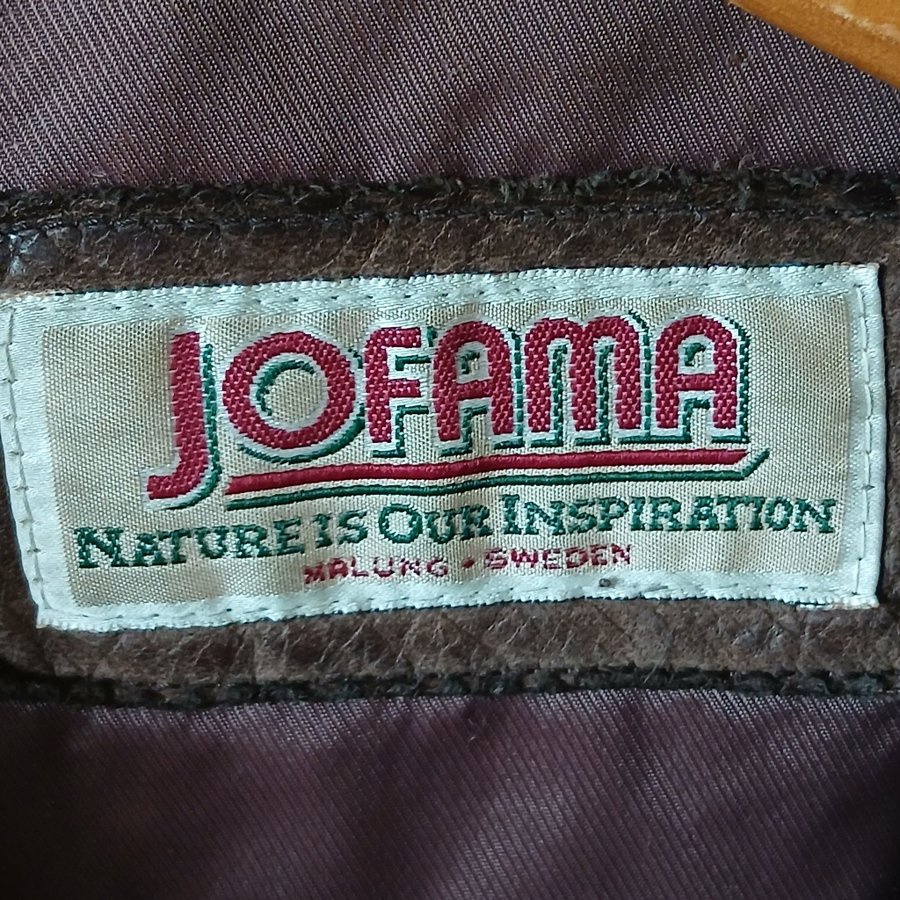 JOFAMA
NATURE IS OUR INSPIRATION
MALUNG • SWEDEN